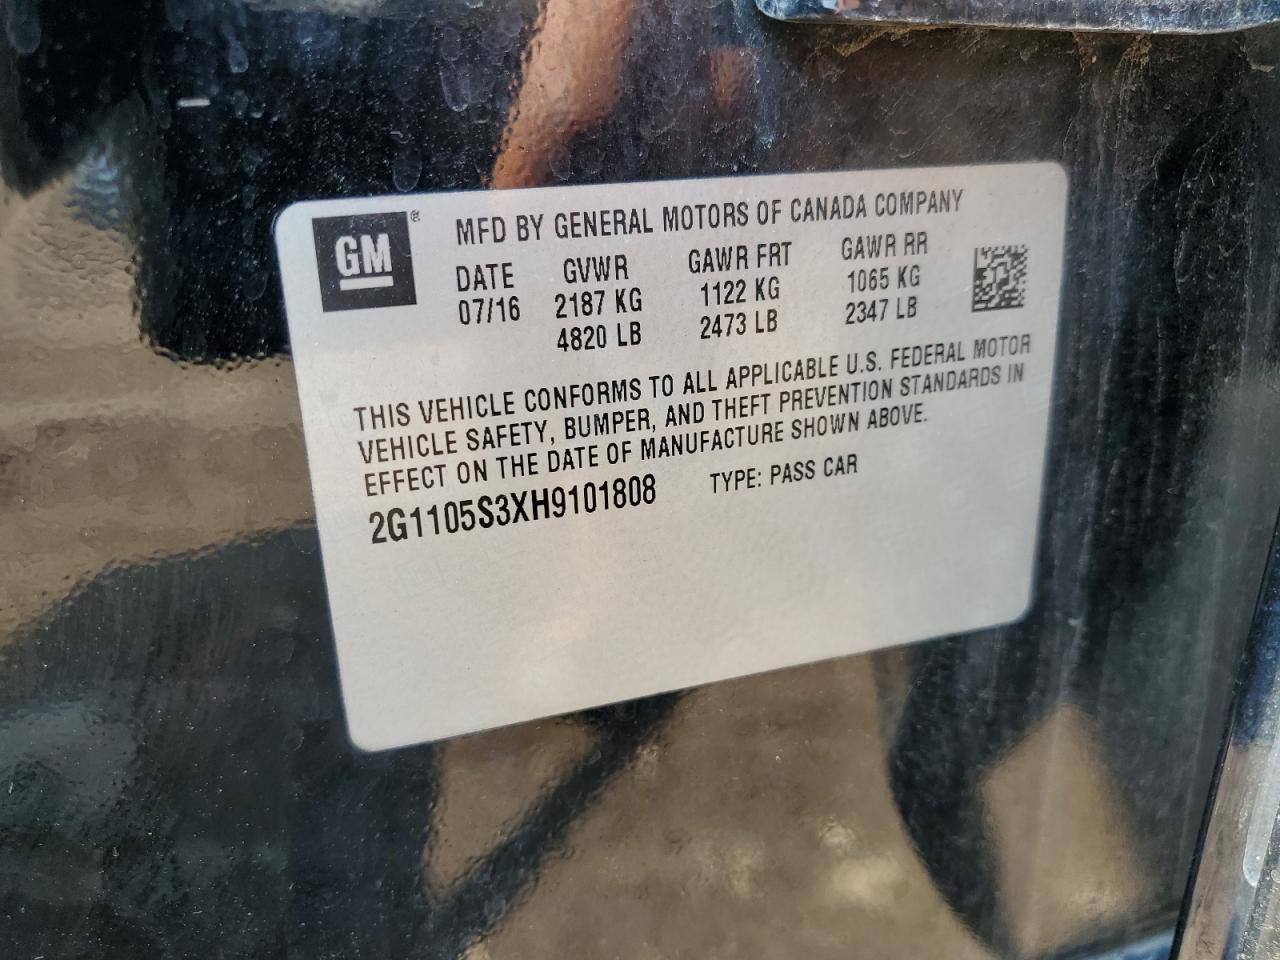 GM®
MFD BY GENERAL MOTORS OF CANADA COMPANY
DATE GVWR GAWR FRT GAWR RR
07/16 2187 KG 1122 KG 1065 KG
4820 LB 2473 LB 2347 LB
THIS VEHICLE CONFORMS TO ALL APPLICABLE U.S. FEDERAL MOTOR
VEHICLE SAFETY, BUMPER, AND THEFT PREVENTION STANDARDS IN
EFFECT ON THE DATE OF MANUFACTURE SHOWN ABOVE.
2G1105S3XH9101808 TYPE: PASS CAR